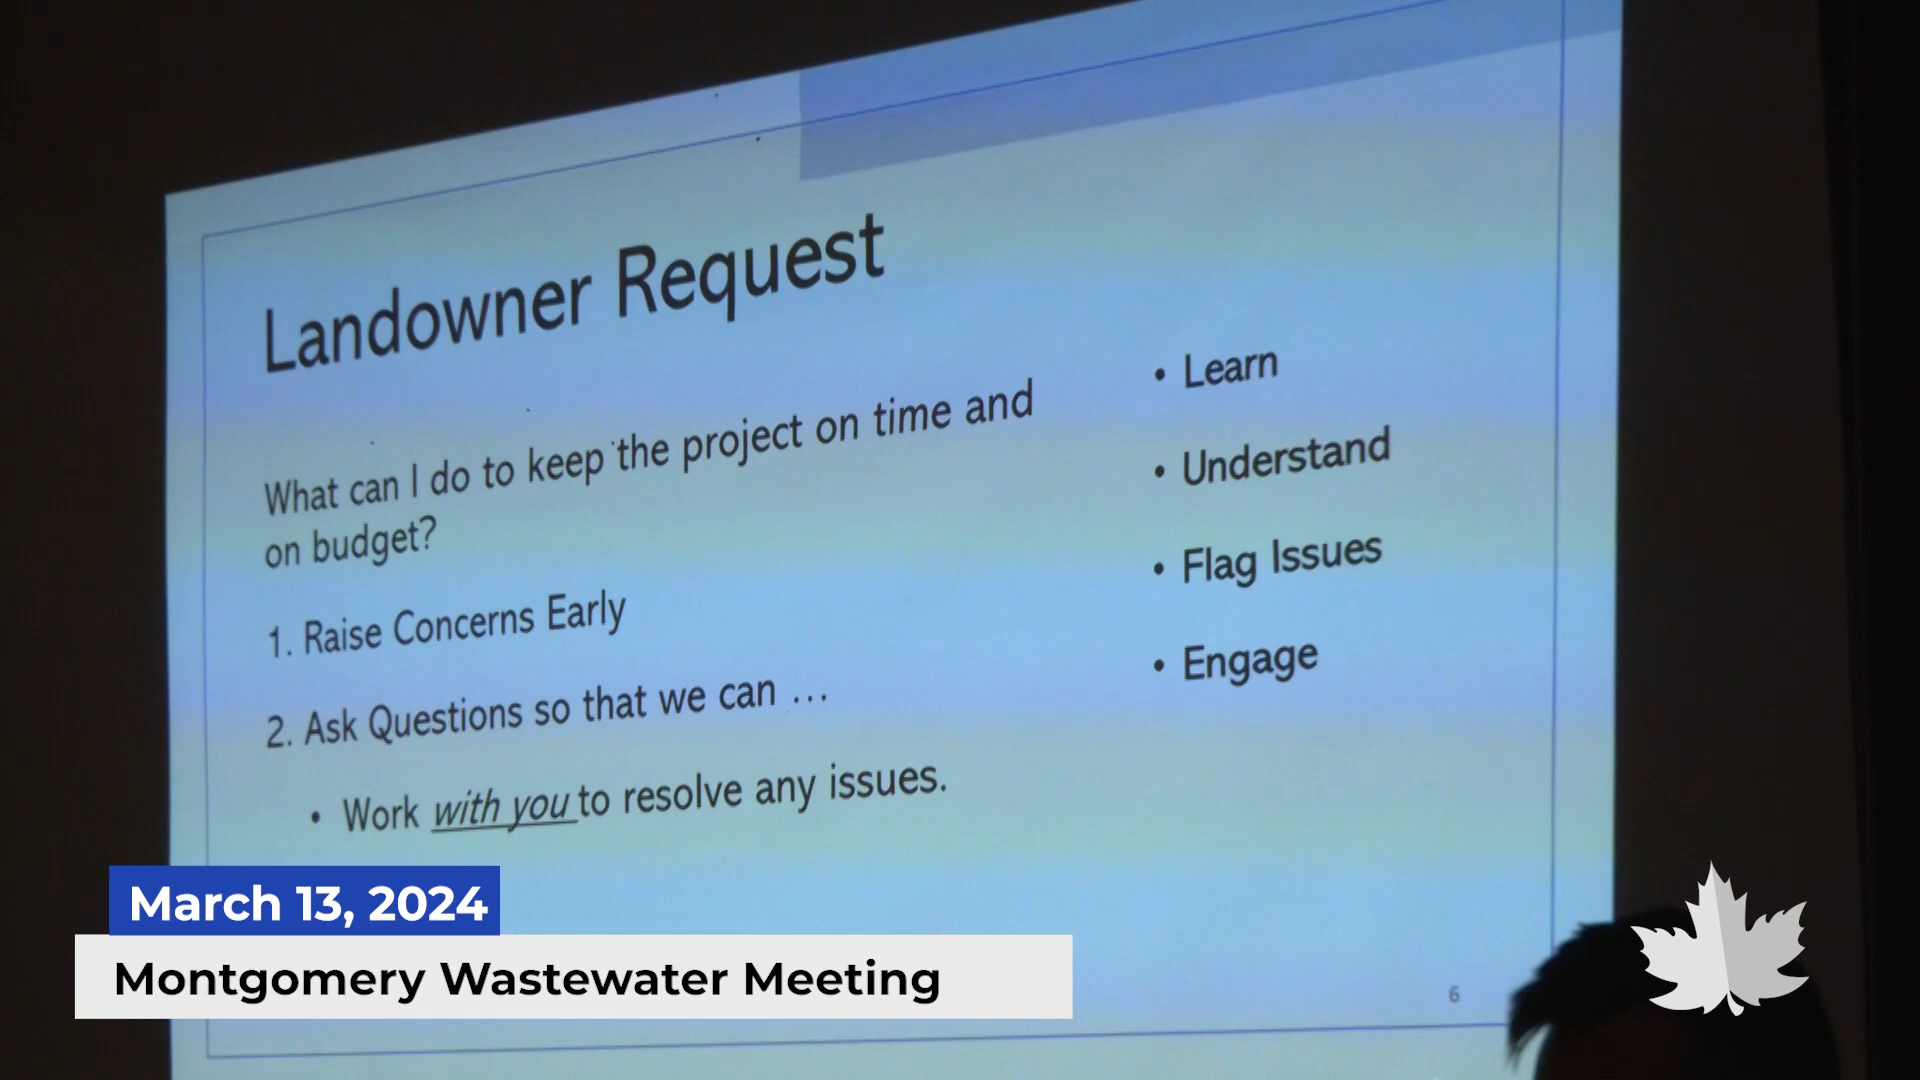 Landowner Request
What can I do to keep the project on time and
on budget?
1. Raise Concerns Early
2. Ask Questions so that we can ...
• Work with you to resolve any issues.
• Learn
• Understand
• Flag Issues
• Engage
6
March 13, 2024
Montgomery Wastewater Meeting